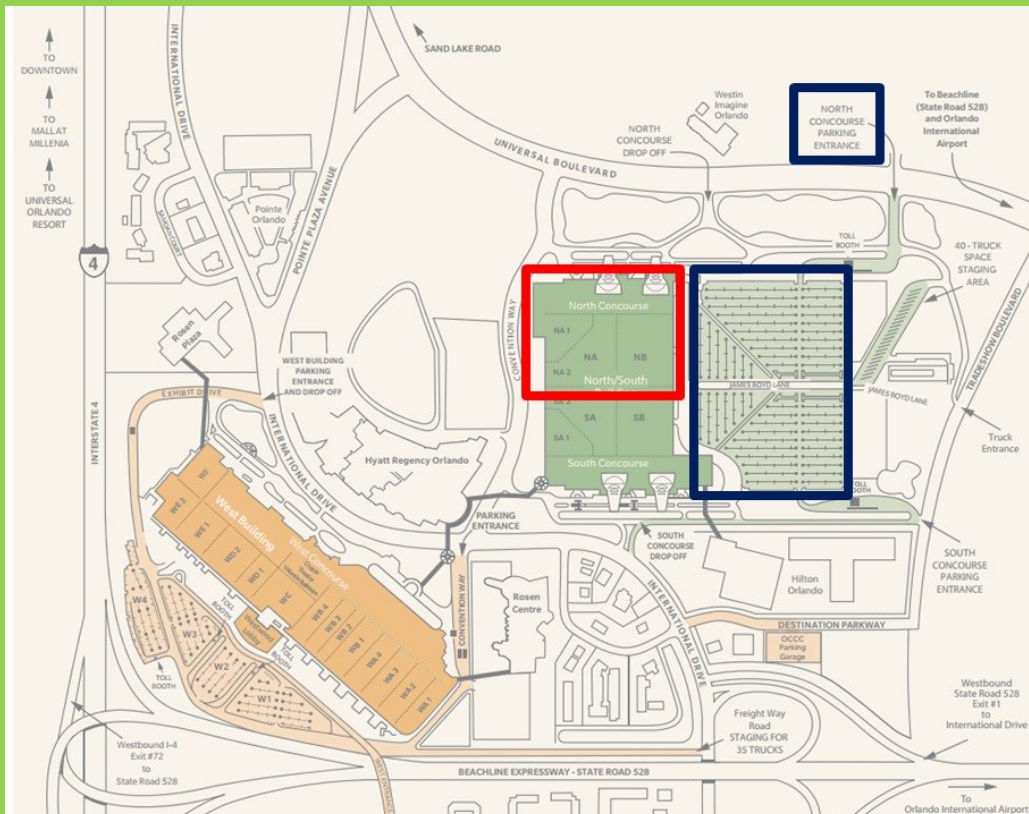 TO
DOWNTOWN
TO
MALL AT
MILLENIA
TO
UNIVERSAL
ORLANDO
RESORT
4
INTERSTATE 4
INTERNATIONAL DRIVE
SAMOAN COURT
Pointe
Orlando
POINTE PLAZA AVENUE
SAND LAKE ROAD
UNIVERSAL BOULEVARD
Westin
Imagine
Orlando
NORTH
CONCOURSE
DROP OFF
NORTH
CONCOURSE
PARKING
ENTRANCE
To Beachline
(State Road 528)
and Orlando
International
Airport
TOLL
BOOTH
40 - TRUCK
SPACE
STAGING
AREA
TRADESHOW BOULEVARD
Rosen
Plaza
WEST BUILDING
PARKING
ENTRANCE
AND DROP OFF
EXHIBIT DRIVE
INTERNATIONAL DRIVE
CONVENTION WAY
North Concourse
NA 1
NA
NB
NA 2
North/South
SA 2
SA
SB
SA 1
South Concourse
JAMES BOYD LANE
JAMES BOYD LANE
Truck
Entrance
Hyatt Regency Orlando
PARKING
ENTRANCE
TOLL
BOOTH
SOUTH
CONCOURSE
DROP OFF
SOUTH
CONCOURSE
PARKING
ENTRANCE
Hilton
Orlando
WF
WE 2
WE 1
West Building
West Concourse
WD 2
WD 1
WC
WB 4
WB 3
WB 2
WB 1
WA 4
WA 3
WA 2
WA 1
Westwood
Lobby
W4
W3
W2
W1
TOLL
BOOTH
TOLL
BOOTH
TOLL
BOOTH
CONVENTION WAY
Rosen
Centre
INTERNATIONAL DRIVE
DESTINATION PARKWAY
OCCC
Parking
Garage
Westbound
State Road 528
Exit #1
to
International Drive
Freight Way
Road
STAGING FOR
35 TRUCKS
Westbound I-4
Exit #72
to
State Road 528
WEST ENTRANCE
BEACHLINE EXPRESSWAY - STATE ROAD 528
To
Orlando International Airport